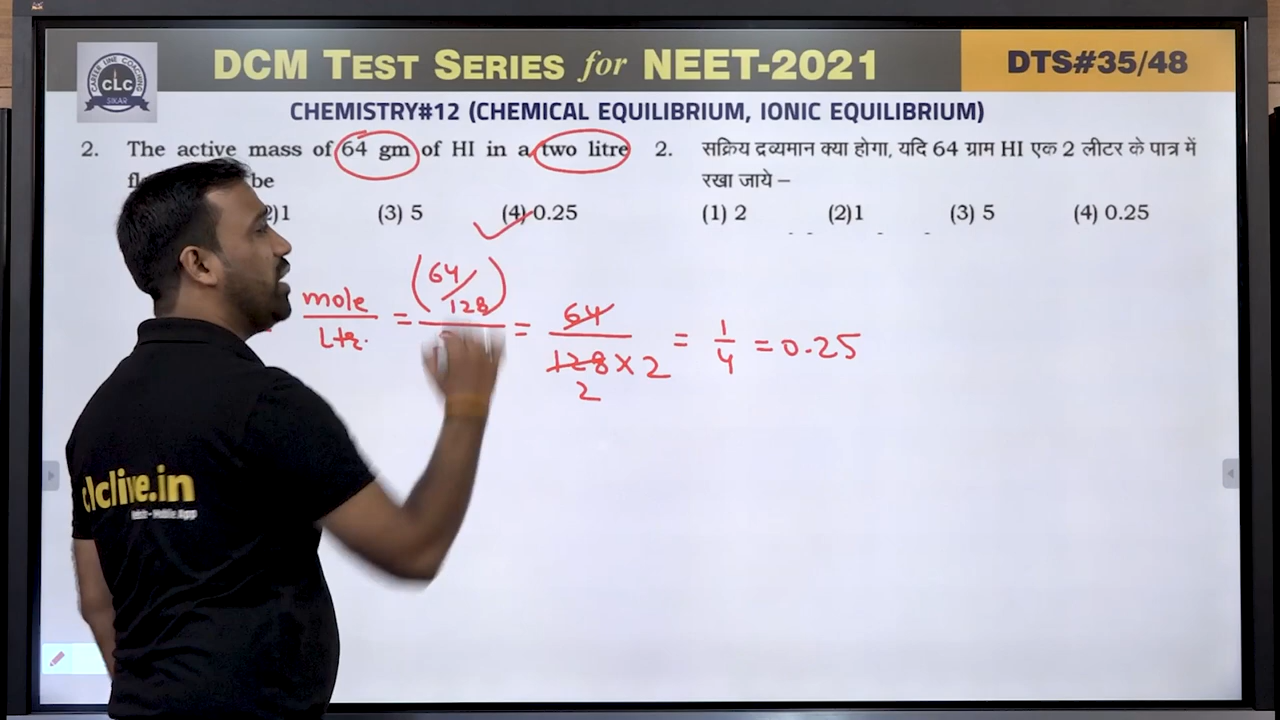 DCM TEST SERIES for NEET-2021
DTS#35/48
CLC
SIKAR
CHEMISTRY#12 (CHEMICAL EQUILIBRIUM, IONIC EQUILIBRIUM)
2. The active mass of 64 gm of HI in a two litre
be
2)1 (3) 5 (4) 0.25
2. सक्रिय द्रव्यमान क्या होगा, यदि 64 ग्राम HI एक 2 लीटर के पात्र में
रखा जाये –
(1) 2 (2)1 (3) 5 (4) 0.25
mole/Ltr. = (64/128) = 64/128×2 = 1/4 = 0.25
2
clclive.in
Mobile App